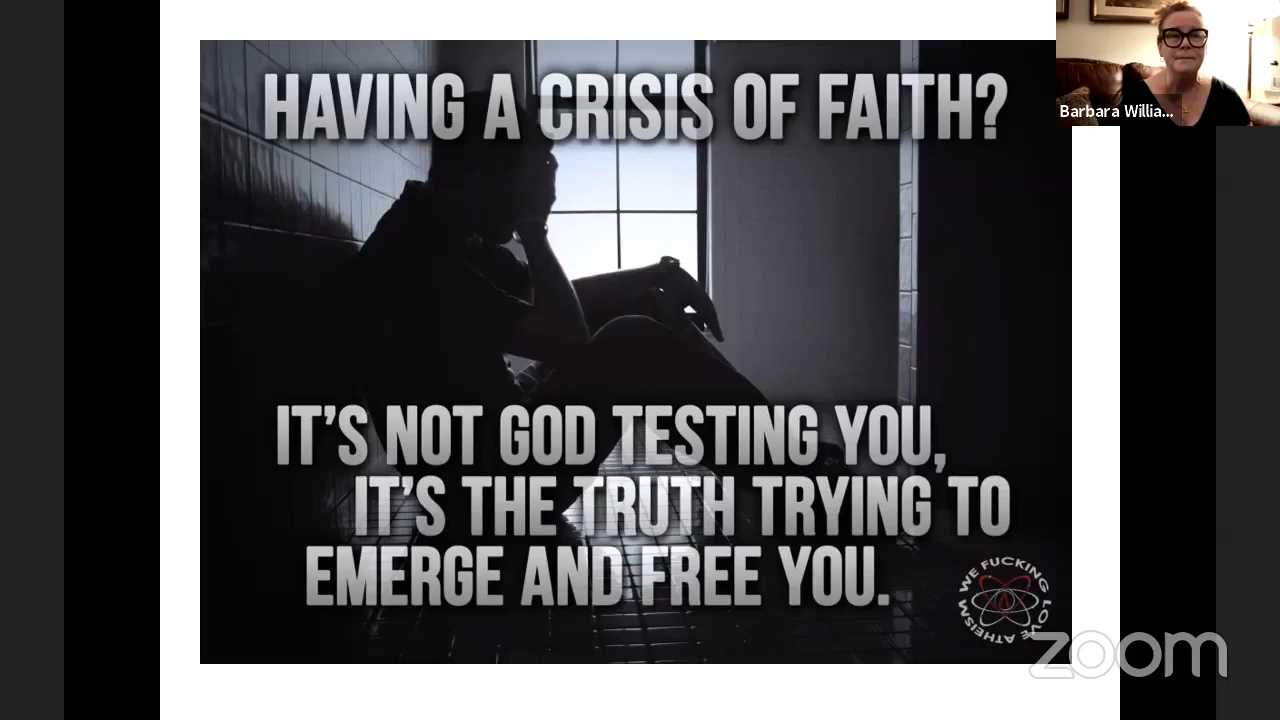 HAVING A CRISIS OF FAITH?
Barbara Willia...
IT'S NOT GOD TESTING YOU,
IT'S THE TRUTH TRYING TO
EMERGE AND FREE YOU.
WE FUCKING LOVE ATHEISM
zoom